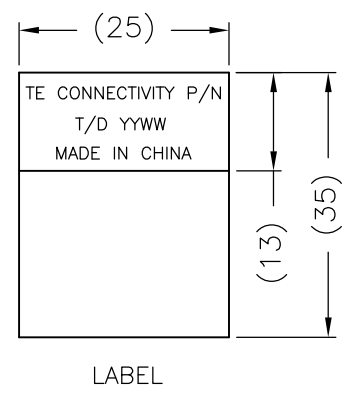 (25)
TE CONNECTIVITY P/N
T/D YYWW
MADE IN CHINA
(13)
(35)
LABEL